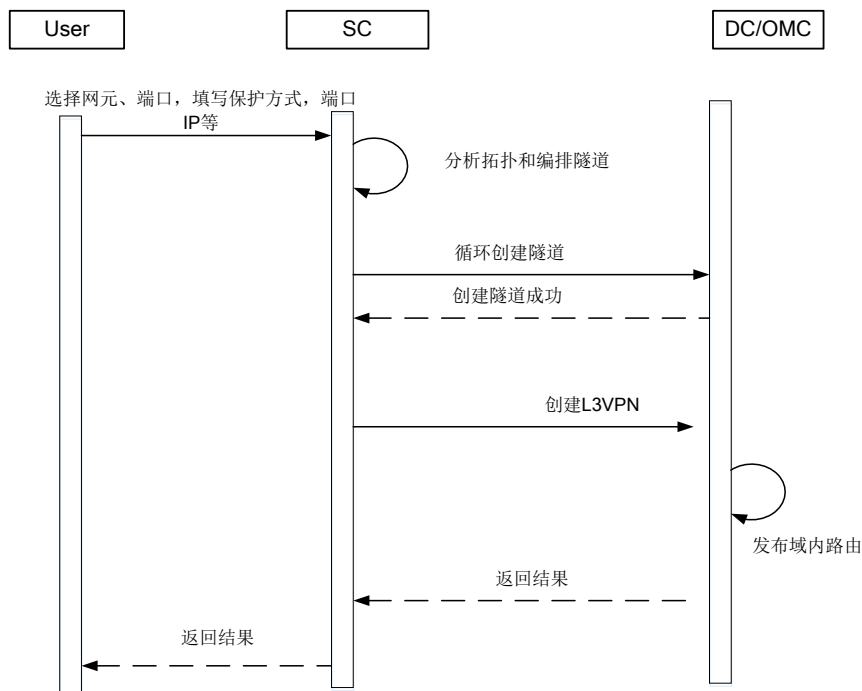 User
SC
DC/OMC
选择网元、端口，填写保护方式，端口
IP等
分析拓扑和编排隧道
循环创建隧道
创建隧道成功
创建L3VPN
发布域内路由
返回结果
返回结果